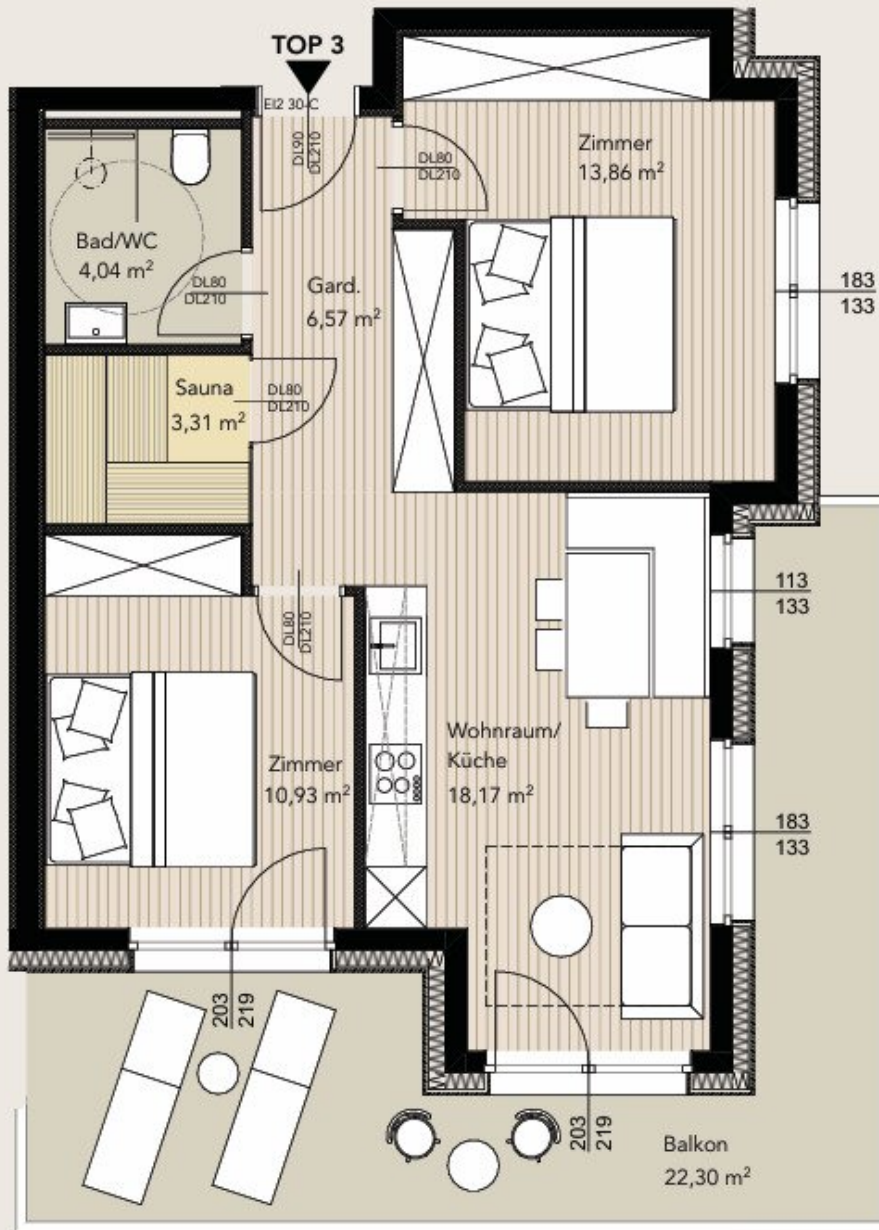 TOP 3
EI2 30-C
DL90
DL210
DL80
DL210
Zimmer
13,86 m²
Bad/WC
4,04 m²
DL80
DL210
Gard.
6,57 m²
183
133
Sauna
3,31 m²
DL80
DL210
113
133
DL80
DL210
Wohnraum/
Küche
18,17 m²
Zimmer
10,93 m²
183
133
203
219
203
219
Balkon
22,30 m²